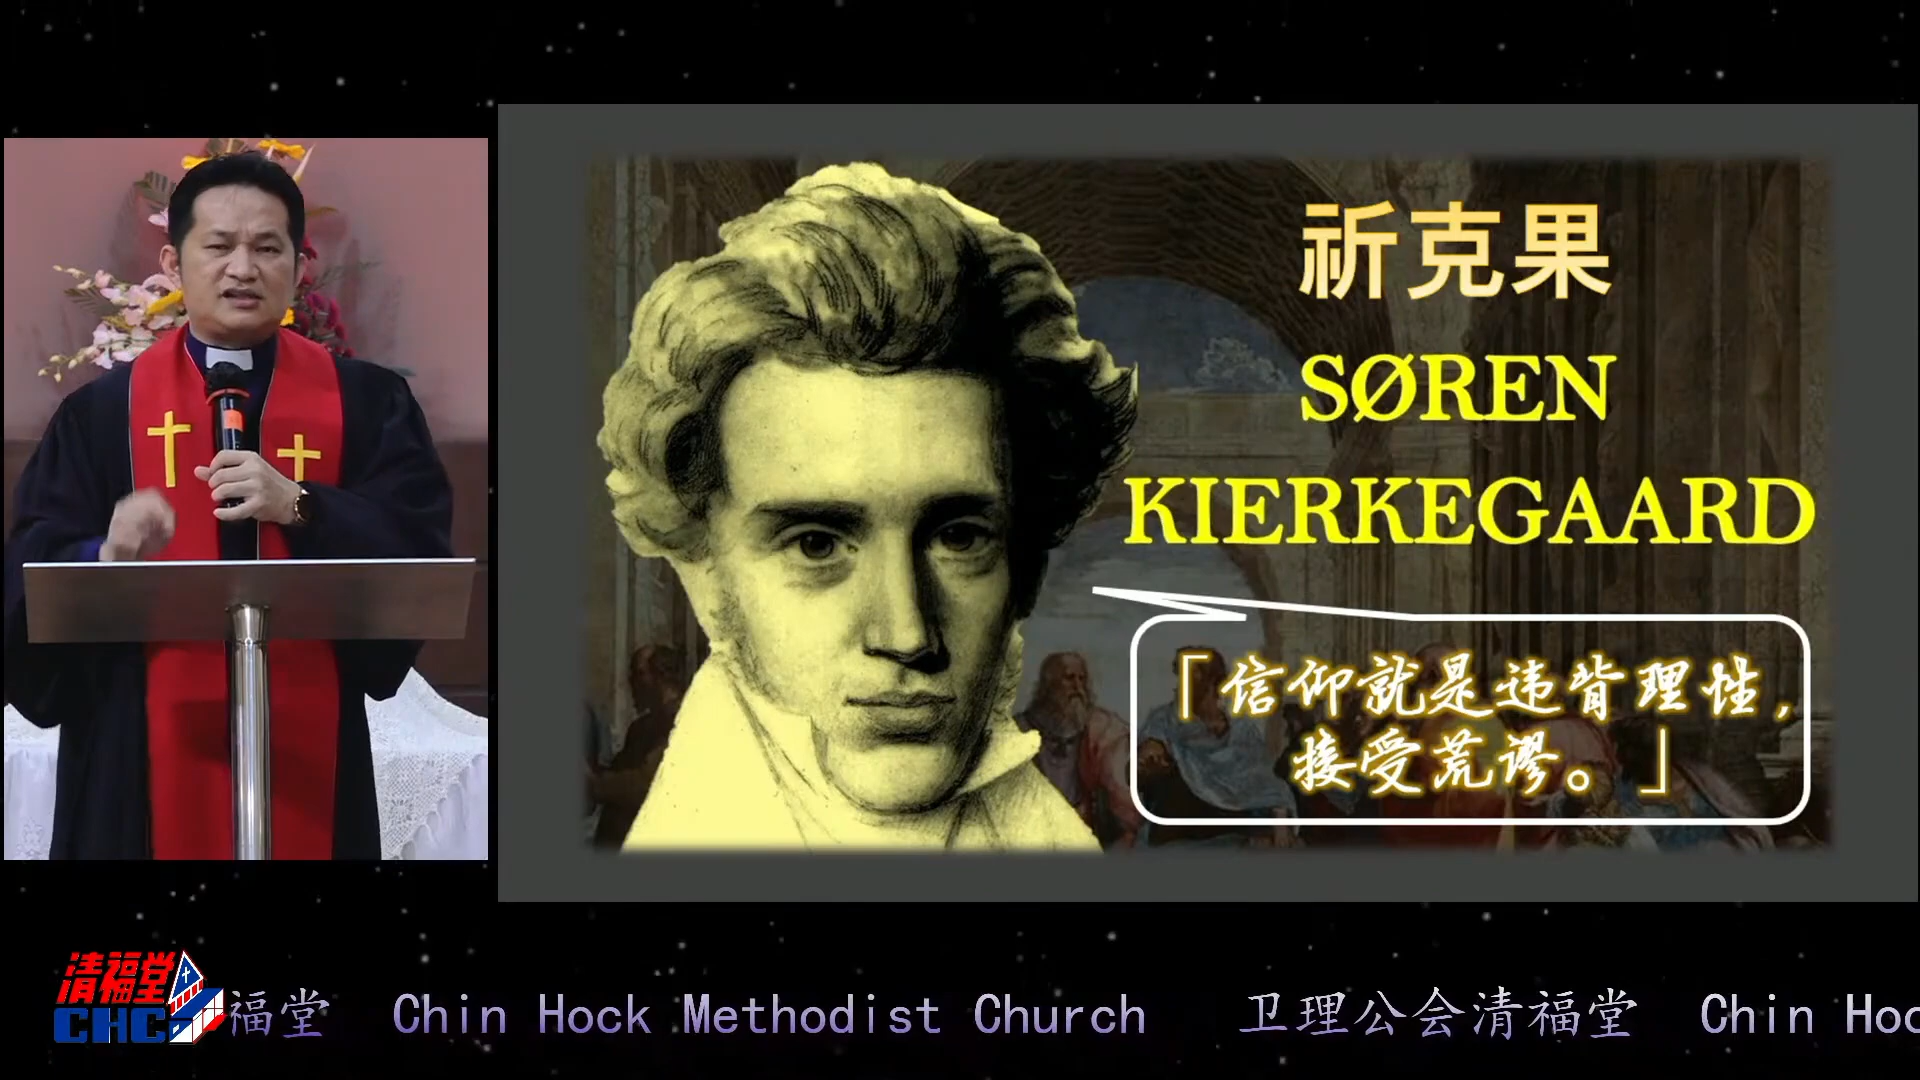 祈克果
SØREN
KIERKEGAARD
「信仰就是违背理性,
接受荒谬。」
清福堂
CHC
福堂 Chin Hock Methodist Church 卫理公会清福堂 Chin Hoc